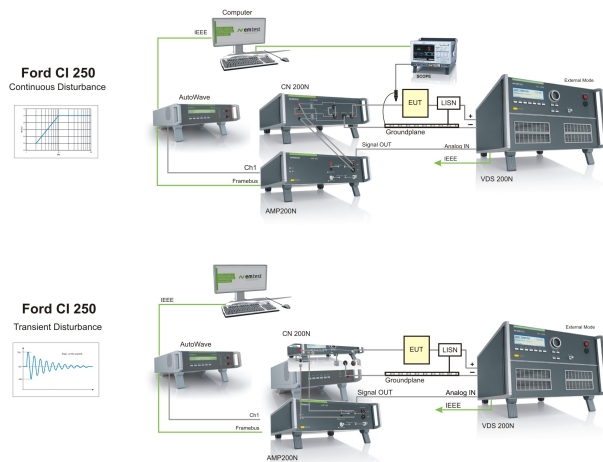 Computer
IEEE
emtest
SCOPE
Ford CI 250
Continuous Disturbance
AutoWave
CN 200N
External Mode
EUT
LISN
+
−
Groundplane
Signal OUT
Analog IN
Ch1
IEEE
Framebus
VDS 200N
AMP200N
emtest
IEEE
Ford CI 250
Transient Disturbance
CN 200N
External Mode
AutoWave
EUT
LISN
+
−
Groundplane
Signal OUT
Analog IN
IEEE
Ch1
Framebus
VDS 200N
AMP200N